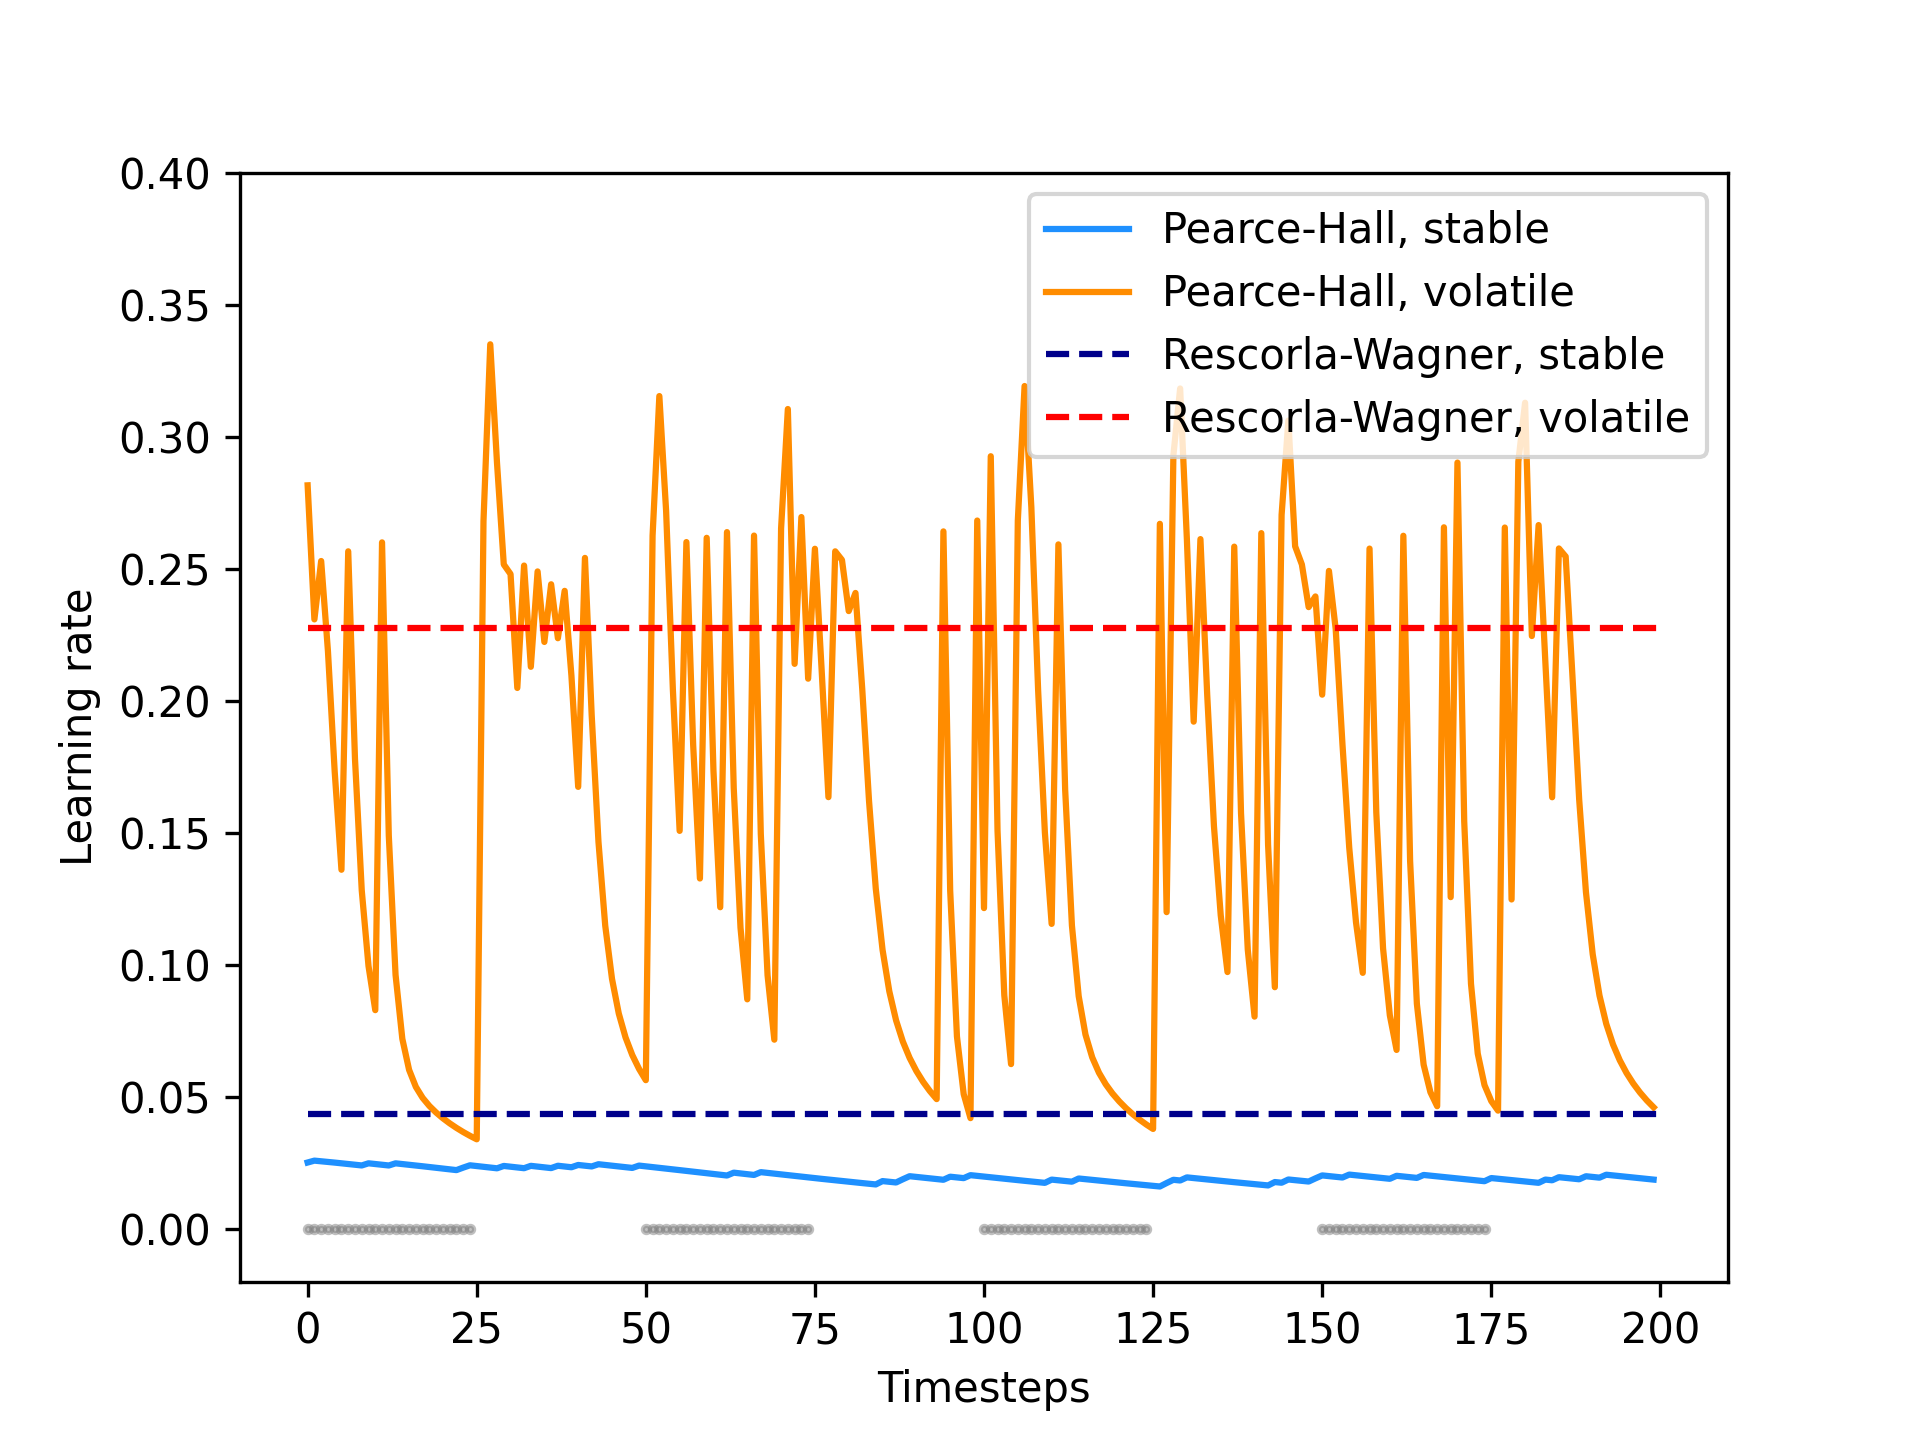 0.40
0.35
0.30
0.25
0.20
0.15
0.10
0.05
0.00
Learning rate
Pearce-Hall, stable
Pearce-Hall, volatile
Rescorla-Wagner, stable
Rescorla-Wagner, volatile
0 25 50 75 100 125 150 175 200
Timesteps